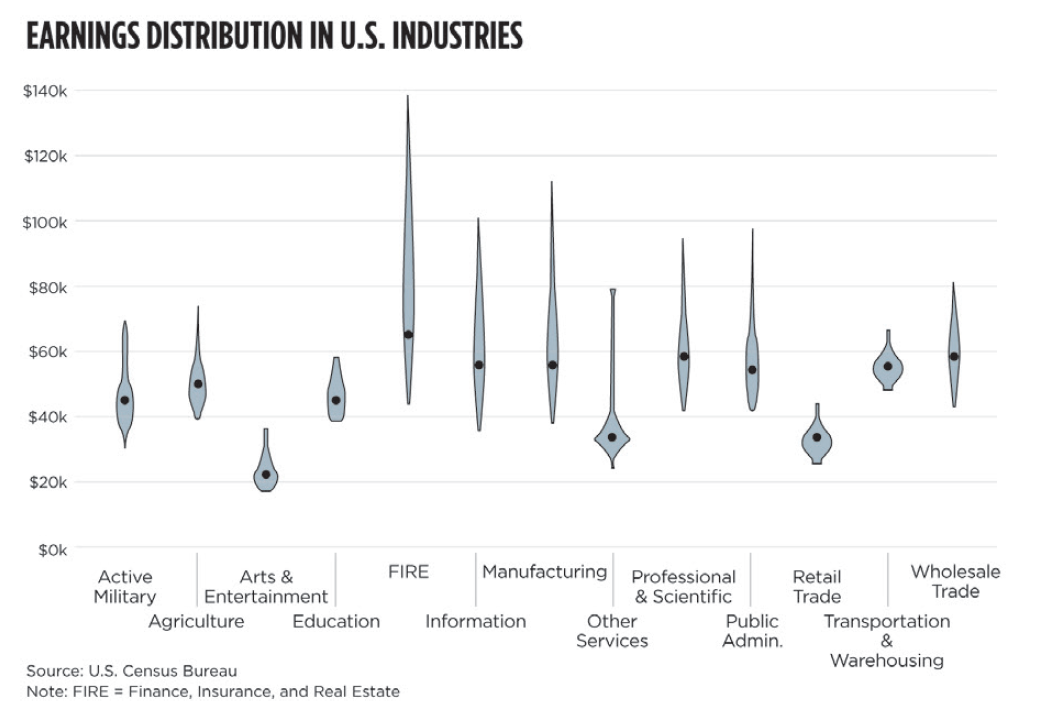 EARNINGS DISTRIBUTION IN U.S. INDUSTRIES
$140k
$120k
$100k
$80k
$60k
$40k
$20k
$0k
Active
Military
Agriculture
Arts &
Entertainment
Education
FIRE
Information
Manufacturing
Other
Services
Professional
& Scientific
Public
Admin.
Retail
Trade
Transportation
&
Warehousing
Wholesale
Trade
Source: U.S. Census Bureau
Note: FIRE = Finance, Insurance, and Real Estate